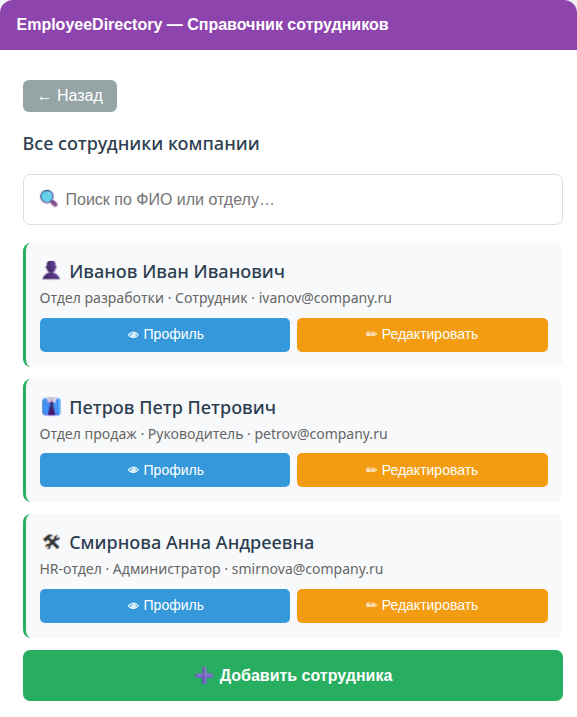 EmployeeDirectory — Справочник сотрудников
← Назад
Все сотрудники компании
🔍 Поиск по ФИО или отделу…
👤 Иванов Иван Иванович
Отдел разработки · Сотрудник · ivanov@company.ru
👁 Профиль ✏ Редактировать
👔 Петров Петр Петрович
Отдел продаж · Руководитель · petrov@company.ru
👁 Профиль ✏ Редактировать
🛠 Смирнова Анна Андреевна
HR-отдел · Администратор · smirnova@company.ru
👁 Профиль ✏ Редактировать
➕ Добавить сотрудника